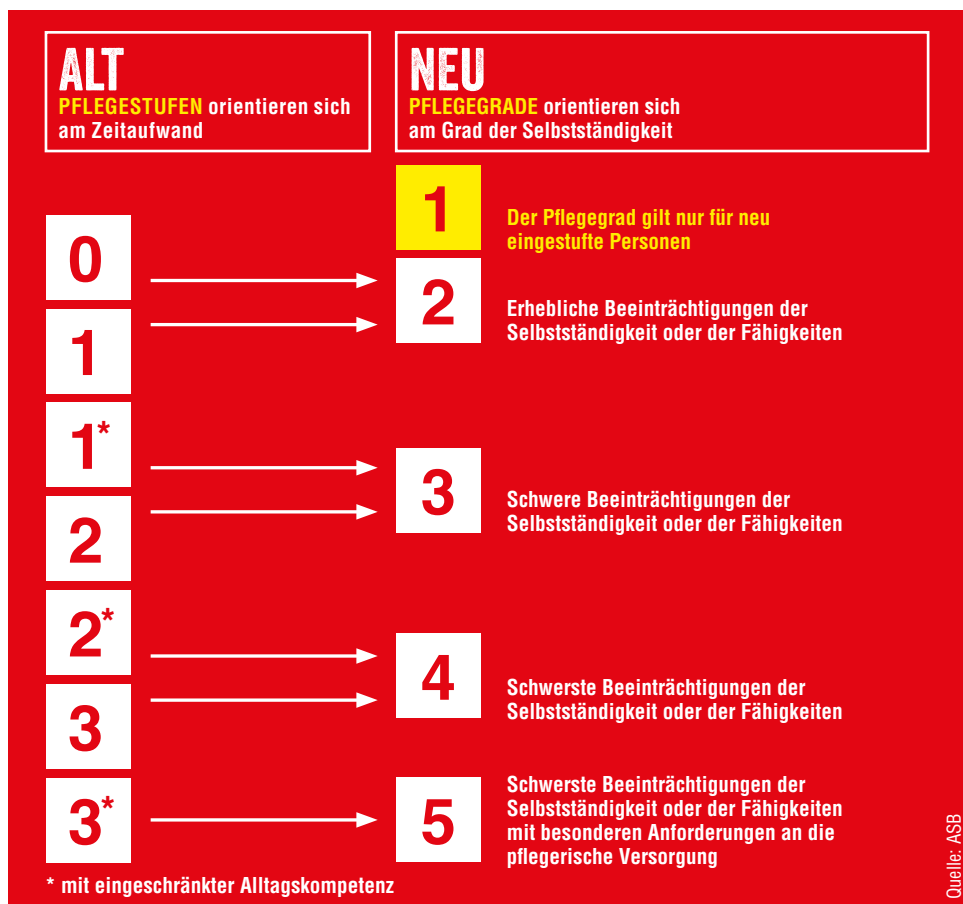 ALT
PFLEGESTUFEN orientieren sich
am Zeitaufwand
NEU
PFLEGEGRADE orientieren sich
am Grad der Selbstständigkeit
0
1
1*
2
2*
3
3*
1
Der Pflegegrad gilt nur für neu
eingestufte Personen
2
Erhebliche Beeinträchtigungen der
Selbstständigkeit oder der Fähigkeiten
3
Schwere Beeinträchtigungen der
Selbstständigkeit oder der Fähigkeiten
4
Schwerste Beeinträchtigungen der
Selbstständigkeit oder der Fähigkeiten
5
Schwerste Beeinträchtigungen der
Selbstständigkeit oder der Fähigkeiten
mit besonderen Anforderungen an die
pflegerische Versorgung
* mit eingeschränkter Alltagskompetenz
Quelle: ASB